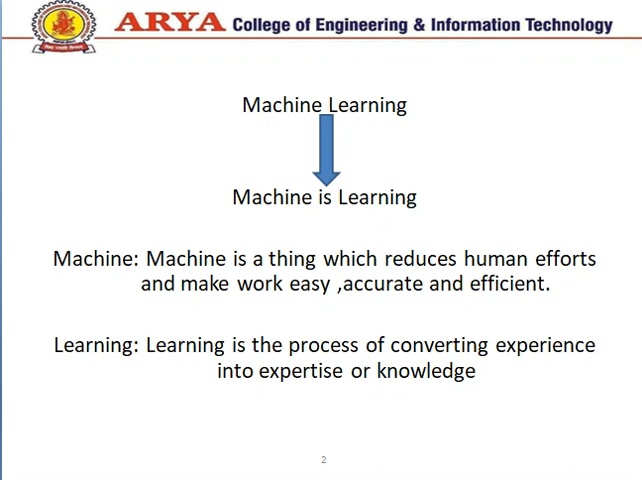 ARYA College of Engineering & Information Technology
Machine Learning
Machine is Learning
Machine: Machine is a thing which reduces human efforts
and make work easy ,accurate and efficient.
Learning: Learning is the process of converting experience
into expertise or knowledge
2